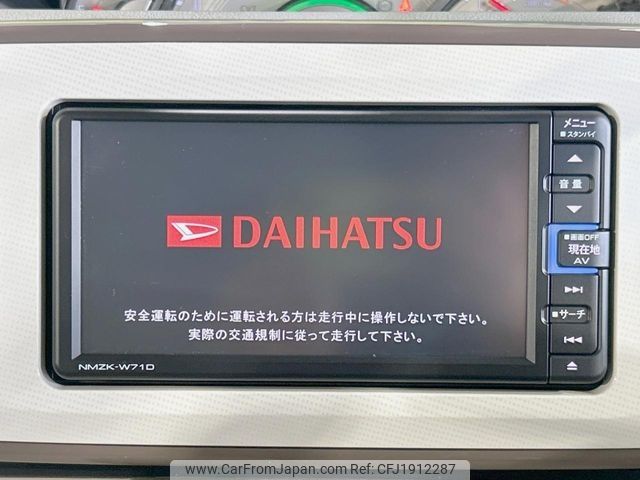 メニュー
■スタンバイ
音量
■画面OFF
現在地
AV
■サーチ
DAIHATSU
安全運転のために運転される方は走行中に操作しないで下さい。
実際の交通規制に従って走行して下さい。
NMZK-W71D
www.CarFromJapan.com - CFJ1912287